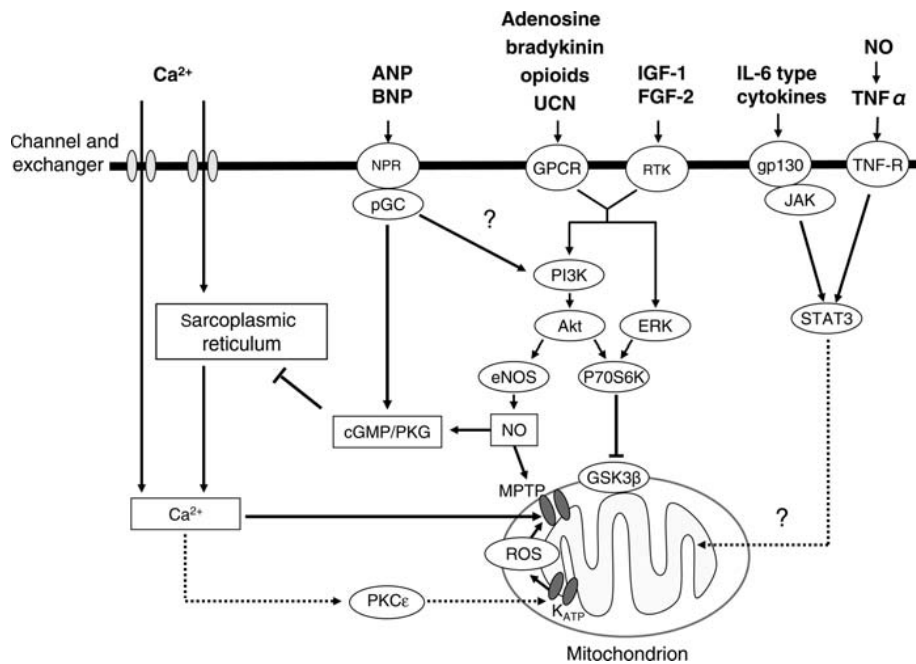 Adenosine
bradykinin
opioids
UCN
NO
TNF α
Ca²⁺
ANP
BNP
IGF-1
FGF-2
IL-6 type
cytokines
Channel and
exchanger
NPR
GPCR
RTK
gp130
TNF-R
pGC
JAK
?
PI3K
Sarcoplasmic
reticulum
Akt
ERK
STAT3
eNOS
P70S6K
cGMP/PKG
NO
MPTP
GSK3β
Ca²⁺
?
ROS
PKCε
K_ATP
Mitochondrion